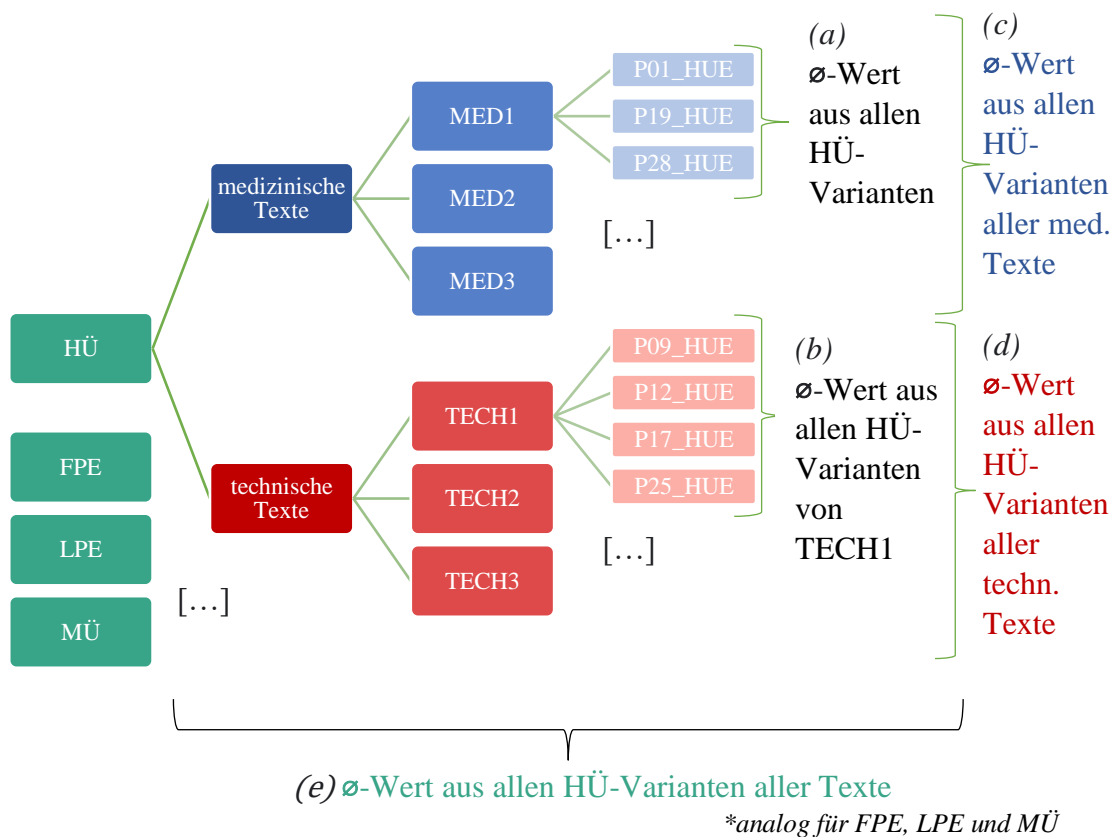 HÜ
FPE
LPE
MÜ
[…]
medizinische
Texte
technische
Texte
MED1
MED2
MED3
TECH1
TECH2
TECH3
P01_HUE
P19_HUE
P28_HUE
[…]
P09_HUE
P12_HUE
P17_HUE
P25_HUE
[…]
(a)
ø-Wert
aus allen
HÜ-
Varianten
(b)
ø-Wert aus
allen HÜ-
Varianten
von
TECH1
(c)
ø-Wert
aus allen
HÜ-
Varianten
aller med.
Texte
(d)
ø-Wert
aus allen
HÜ-
Varianten
aller
techn.
Texte
(e) ø-Wert aus allen HÜ-Varianten aller Texte
*analog für FPE, LPE und MÜ